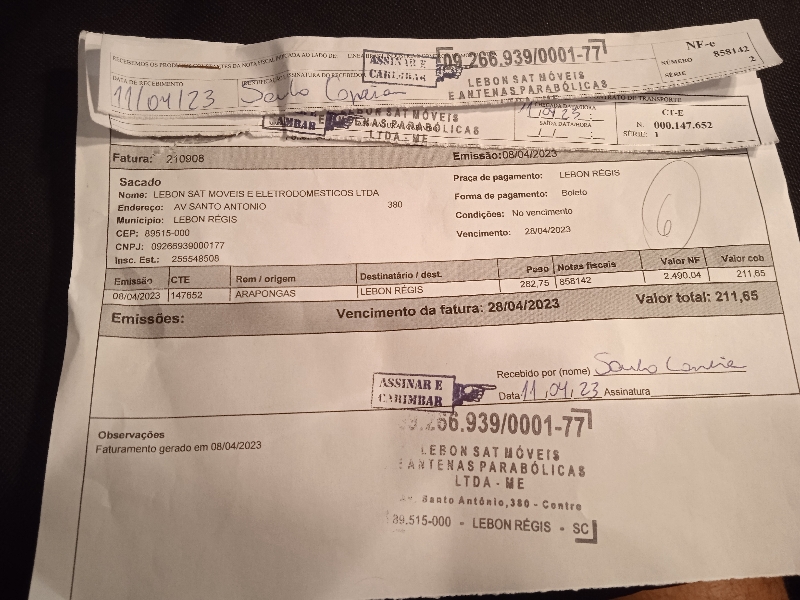 RECEBEMOS OS PRODUTOS
DA NOTA FISCAL INDICADA AO LADO DE:
ASSINAR E
CARIMBAR
09.266.939/0001-77
LEBON SAT MÓVEIS
E ANTENAS PARABÓLICAS
NF-e
NÚMERO 858142
SÉRIE: 2
DATA DE RECEBIMENTO
11/04/23
Saulo Correia
LEBON SAT MÓVEIS
ANTENAS PARABÓLICAS
LTDA - ME
SAÍDA DATA/HORA
CT-E
N. 000.147.652
SÉRIE: 1
Fatura: 210908
Emissão:08/04/2023
Sacado
Nome: LEBON SAT MOVEIS E ELETRODOMESTICOS LTDA
Endereço: AV SANTO ANTONIO 380
Município: LEBON RÉGIS
CEP: 89515-000
CNPJ: 09266939000177
Insc. Est.: 255548508
Praça de pagamento: LEBON RÉGIS
Forma de pagamento: Boleto
Condições: No vencimento
Vencimento: 28/04/2023
6
Emissão CTE Rem / origem Destinatário / dest. Peso Notas fiscais Valor NF Valor cob
08/04/2023 147652 ARAPONGAS LEBON RÉGIS 282,75 858142 2.490.04 211,65
Emissões: Vencimento da fatura: 28/04/2023 Valor total: 211,65
Recebido por (nome) Saulo Correia
ASSINAR E
CARIMBAR
Data 11/04/23 Assinatura
Observações
Faturamento gerado em 08/04/2023
.266.939/0001-77
LEBON SAT MÓVEIS
E ANTENAS PARABÓLICAS
LTDA - ME
Av. Santo Antônio, 380 - Centro
89.515-000 - LEBON RÉGIS - SC